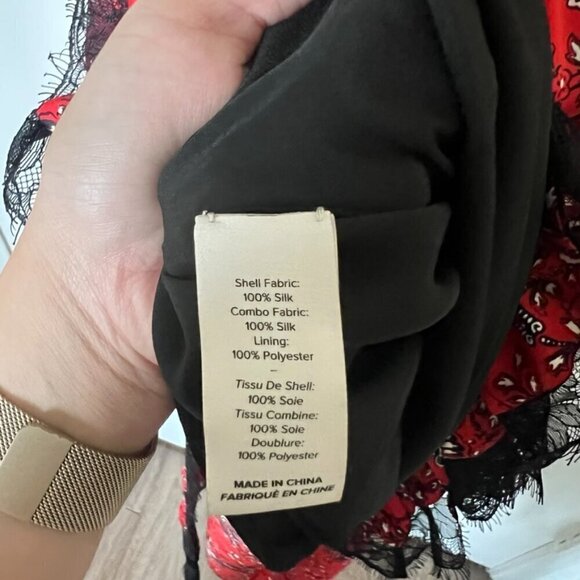 Shell Fabric:
100% Silk
Combo Fabric:
100% Silk
Lining:
100% Polyester
–
Tissu De Shell:
100% Soie
Tissu Combine:
100% Soie
Doublure:
100% Polyester
MADE IN CHINA
FABRIQUÉ EN CHINE